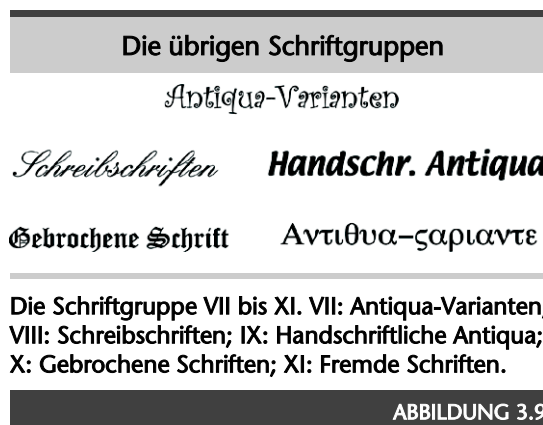 Die übrigen Schriftgruppen
Antiqua-Varianten
Schreibschriften
Handschr. Antiqua
Gebrochene Schrift
Αντιθυα–ςαριαντε
Die Schriftgruppe VII bis XI. VII: Antiqua-Varianten;
VIII: Schreibschriften; IX: Handschriftliche Antiqua;
X: Gebrochene Schriften; XI: Fremde Schriften.
ABBILDUNG 3.9